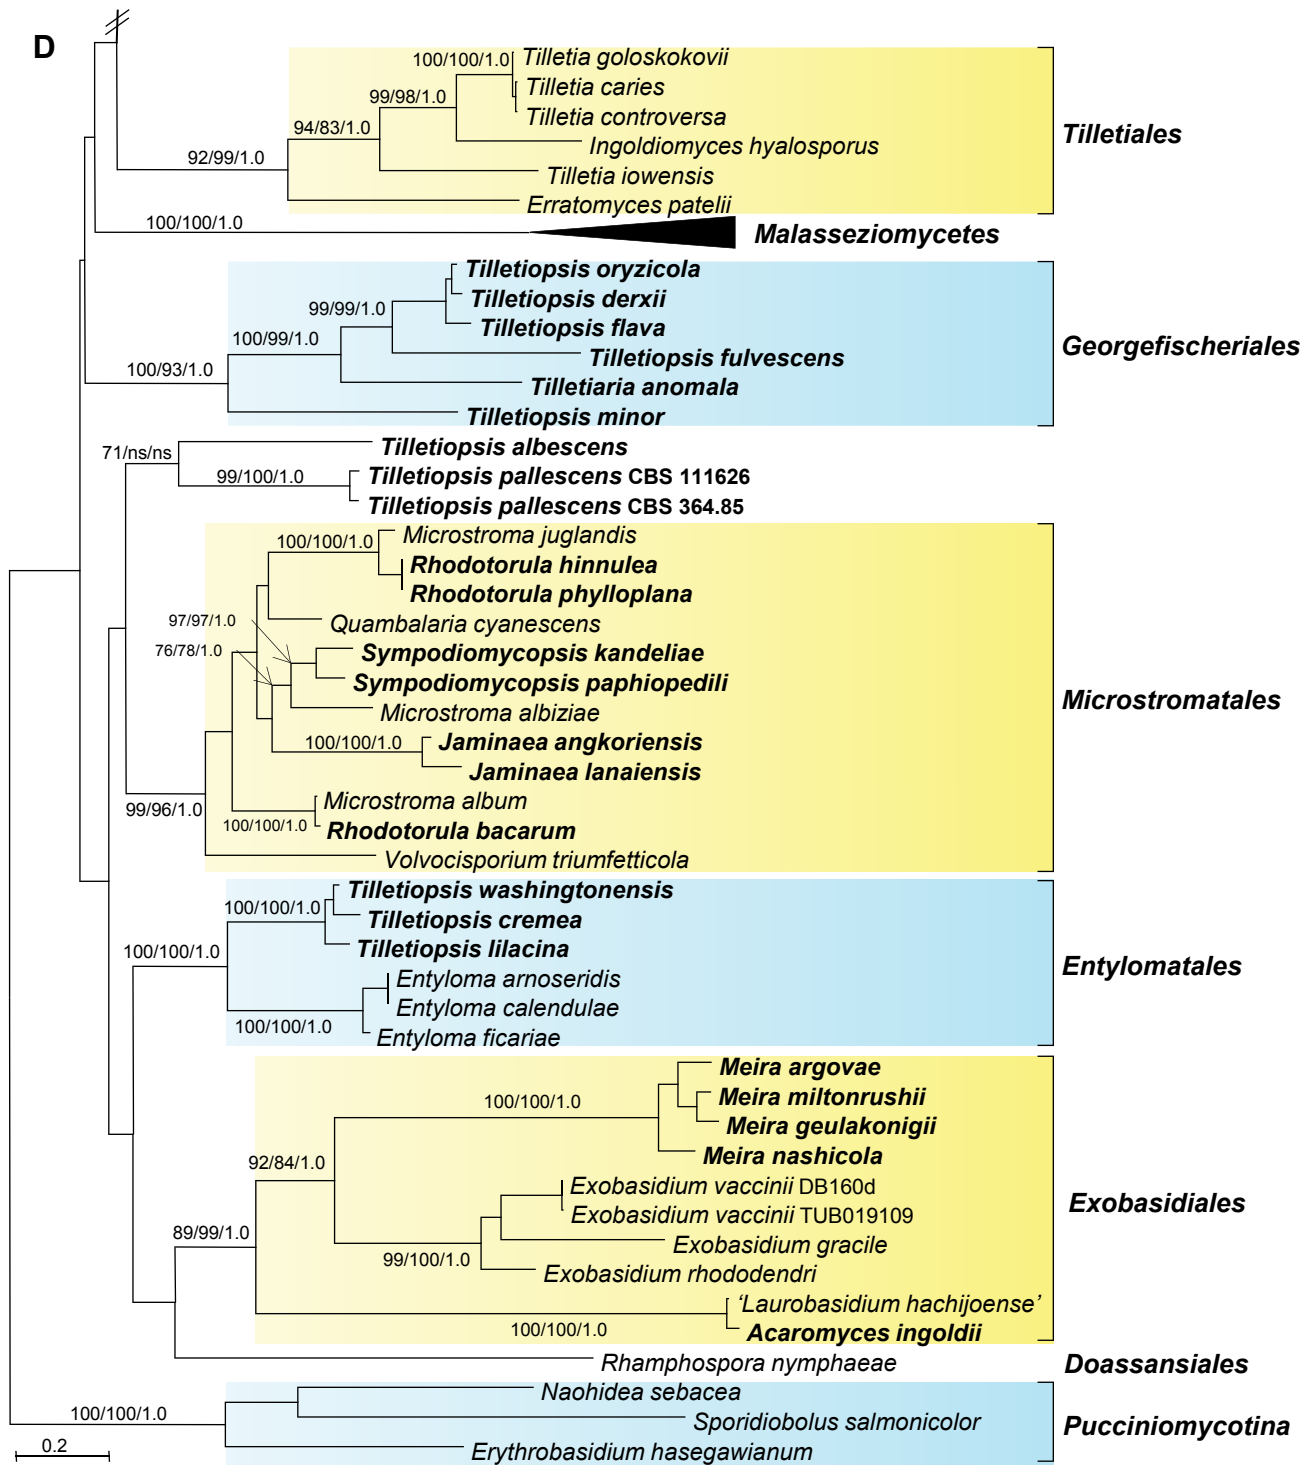 D
100/100/1.0
Tilletia goloskokovii
Tilletia caries
99/98/1.0
Tilletia controversa
94/83/1.0
Ingoldiomyces hyalosporus
Tilletiales
92/99/1.0
Tilletia iowensis
Erratomyces patelii
100/100/1.0
Malasseziomycetes
Tilletiopsis oryzicola
Tilletiopsis derxii
99/99/1.0
Tilletiopsis flava
100/99/1.0
Tilletiopsis fulvescens
Georgefischeriales
100/93/1.0
Tilletiaria anomala
Tilletiopsis minor
Tilletiopsis albescens
71/ns/ns
99/100/1.0
Tilletiopsis pallescens CBS 111626
Tilletiopsis pallescens CBS 364.85
Microstroma juglandis
100/100/1.0
Rhodotorula hinnulea
Rhodotorula phylloplana
97/97/1.0
Quambalaria cyanescens
76/78/1.0
Sympodiomycopsis kandeliae
Sympodiomycopsis paphiopedili
Microstromatales
Microstroma albiziae
100/100/1.0
Jaminaea angkoriensis
Jaminaea lanaiensis
99/96/1.0
Microstroma album
100/100/1.0
Rhodotorula bacarum
Volvocisporium triumfetticola
Tilletiopsis washingtonensis
100/100/1.0
Tilletiopsis cremea
100/100/1.0
Tilletiopsis lilacina
Entylomatales
Entyloma arnoseridis
Entyloma calendulae
100/100/1.0
Entyloma ficariae
Meira argovae
100/100/1.0
Meira miltonrushii
Meira geulakonigii
92/84/1.0
Meira nashicola
Exobasidium vaccinii DB160d
Exobasidiales
Exobasidium vaccinii TUB019109
89/99/1.0
Exobasidium gracile
99/100/1.0
Exobasidium rhododendri
‘Laurobasidium hachijoense’
100/100/1.0
Acaromyces ingoldii
Rhamphospora nymphaeae
Doassansiales
Naohidea sebacea
100/100/1.0
Sporidiobolus salmonicolor
Pucciniomycotina
0.2
Erythrobasidium hasegawianum